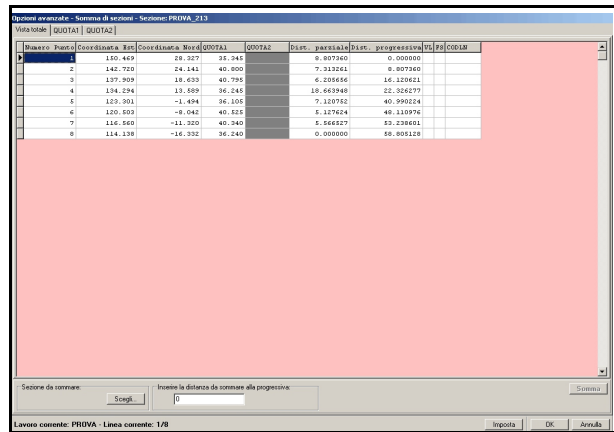 Opzioni avanzate - Somma di sezioni - Sezione: PROVA_213
Vista totale QUOTA1 QUOTA2
Numero Punto Coordinata Est Coordinata Nord QUOTA1 QUOTA2 Dist. parziale Dist. progressiva VL PS CODLN
1 150.469 28.327 35.345 8.807360 0.000000
2 142.720 24.141 40.800 7.313261 8.807360
3 137.909 18.633 40.795 6.205656 16.120621
4 134.294 13.589 36.245 18.663948 22.326277
5 123.301 -1.494 36.105 7.120752 40.990224
6 120.503 -8.042 40.525 5.127624 48.110976
7 116.560 -11.320 40.340 5.566527 53.238601
8 114.138 -16.332 36.240 0.000000 58.805128
Sezione da sommare: Inserire la distanza da sommare alla progressiva:
Scegli... 0 Somma
Lavoro corrente: PROVA - Linea corrente: 1/8 Imposta OK Annulla